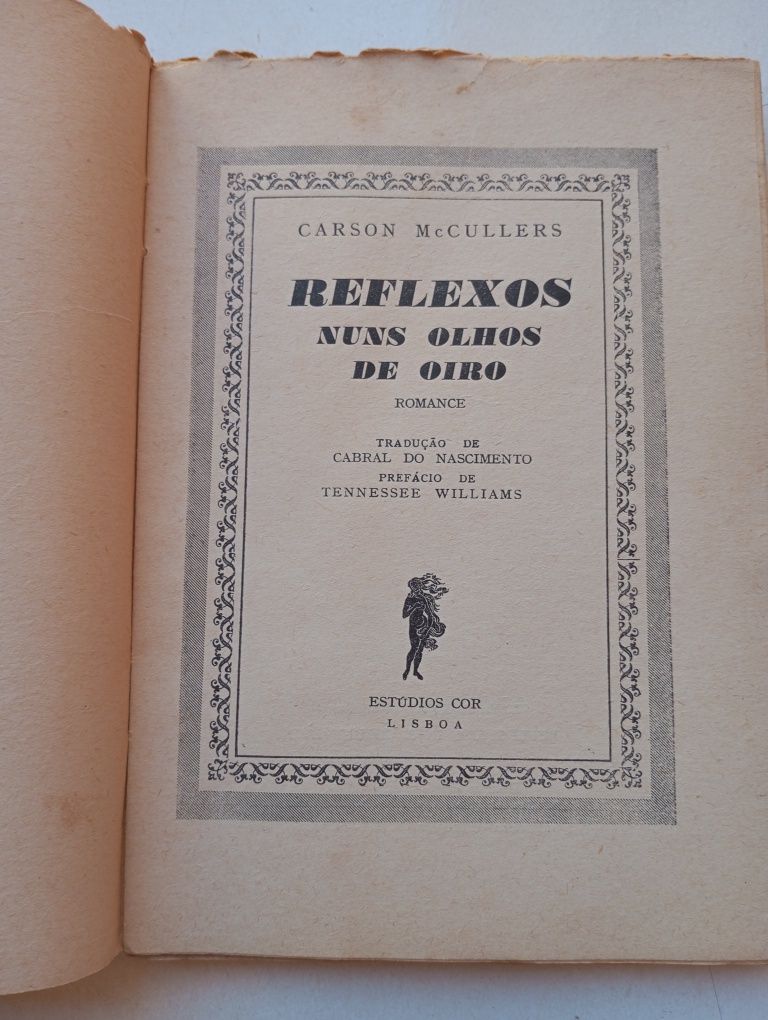 CARSON McCULLERS
REFLEXOS
NUNS OLHOS
DE OIRO
ROMANCE
TRADUÇÃO DE
CABRAL DO NASCIMENTO
PREFÁCIO DE
TENNESSEE WILLIAMS
ESTÚDIOS COR
LISBOA